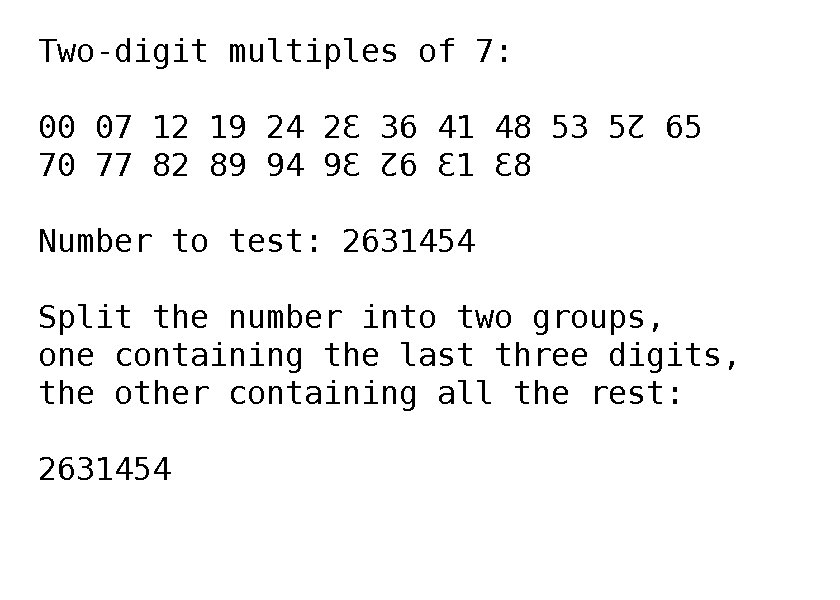 Two-digit multiples of 7:
00 07 12 19 24 2Ɛ 36 41 48 53 5↊ 65
70 77 82 89 94 9Ɛ ↊6 Ɛ1 Ɛ8
Number to test: 2631454
Split the number into two groups,
one containing the last three digits,
the other containing all the rest:
2631454